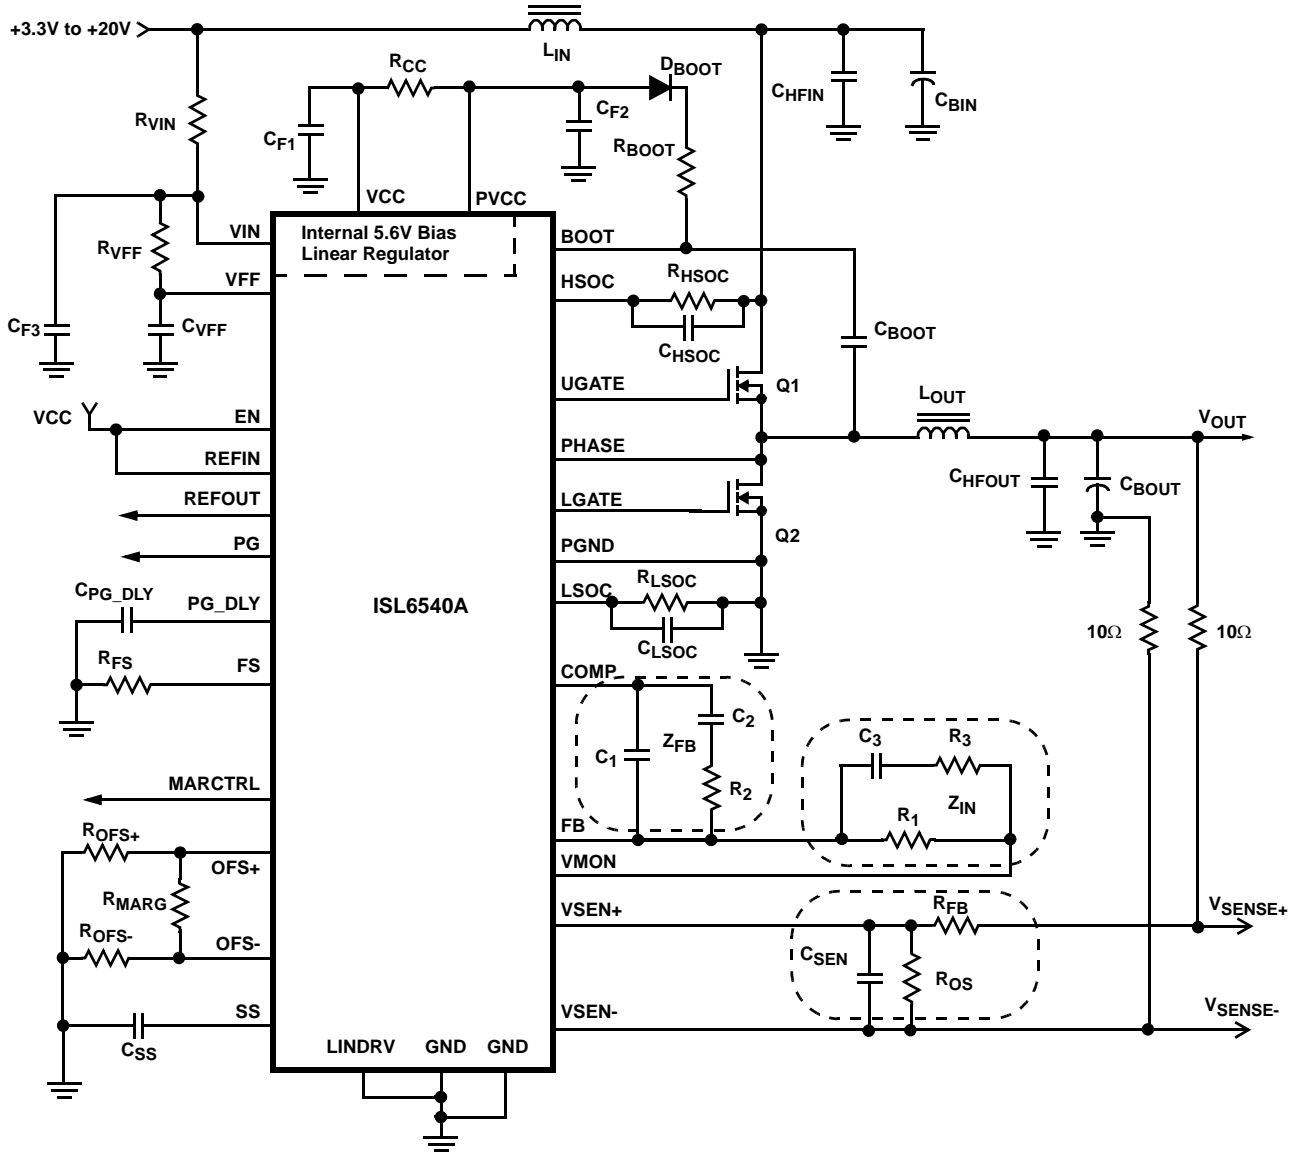 +3.3V to +20V
LIN
RCC
DBOOT
CHFIN
CBIN
RVIN
CF1
CF2
RBOOT
VCC
PVCC
Internal 5.6V Bias
Linear Regulator
VIN
BOOT
RVFF
VFF
HSOC
RHSOC
CF3
CVFF
CHSOC
CBOOT
UGATE
Q1
VCC
EN
LOUT
VOUT
REFIN
PHASE
CHFOUT
CBOUT
REFOUT
LGATE
Q2
PG
PGND
CPG_DLY
PG_DLY
ISL6540A
LSOC
RLSOC
CLSOC
10Ω
10Ω
RFS
FS
COMP
C1
ZFB
C2
R2
C3
R3
ZIN
R1
MARCTRL
FB
VMON
ROFS+
OFS+
RMARG
ROFS-
OFS-
VSEN+
RFB
VSENSE+
CSEN
ROS
SS
CSS
VSEN-
VSENSE-
LINDRV
GND
GND